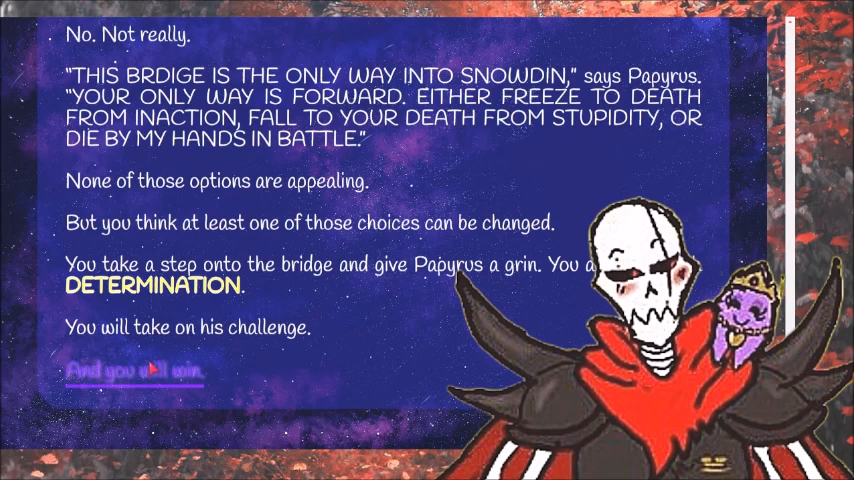 No. Not really.
"THIS BRDIGE IS THE ONLY WAY INTO SNOWDIN," says Papyrus.
"YOUR ONLY WAY IS FORWARD. EITHER FREEZE TO DEATH
FROM INACTION, FALL TO YOUR DEATH FROM STUPIDITY, OR
DIE BY MY HANDS IN BATTLE."
None of those options are appealing.
But you think at least one of those choices can be changed.
You take a step onto the bridge and give Papyrus a grin. You
DETERMINATION.
You will take on his challenge.
And you will win.